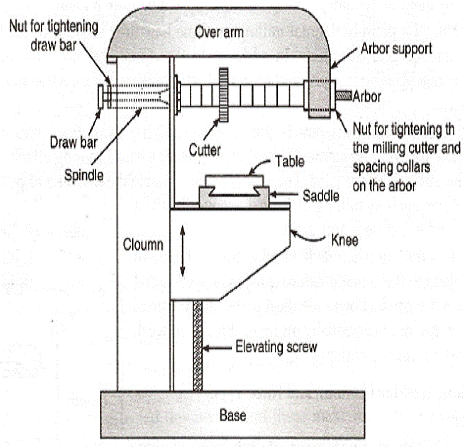 Nut for tightening
draw bar
Over arm
Arbor support
Arbor
Draw bar
Spindle
Cutter
Nut for tightening th
the milling cutter and
spacing collars
on the arbor
Table
Saddle
Cloumn
Knee
Elevating screw
Base